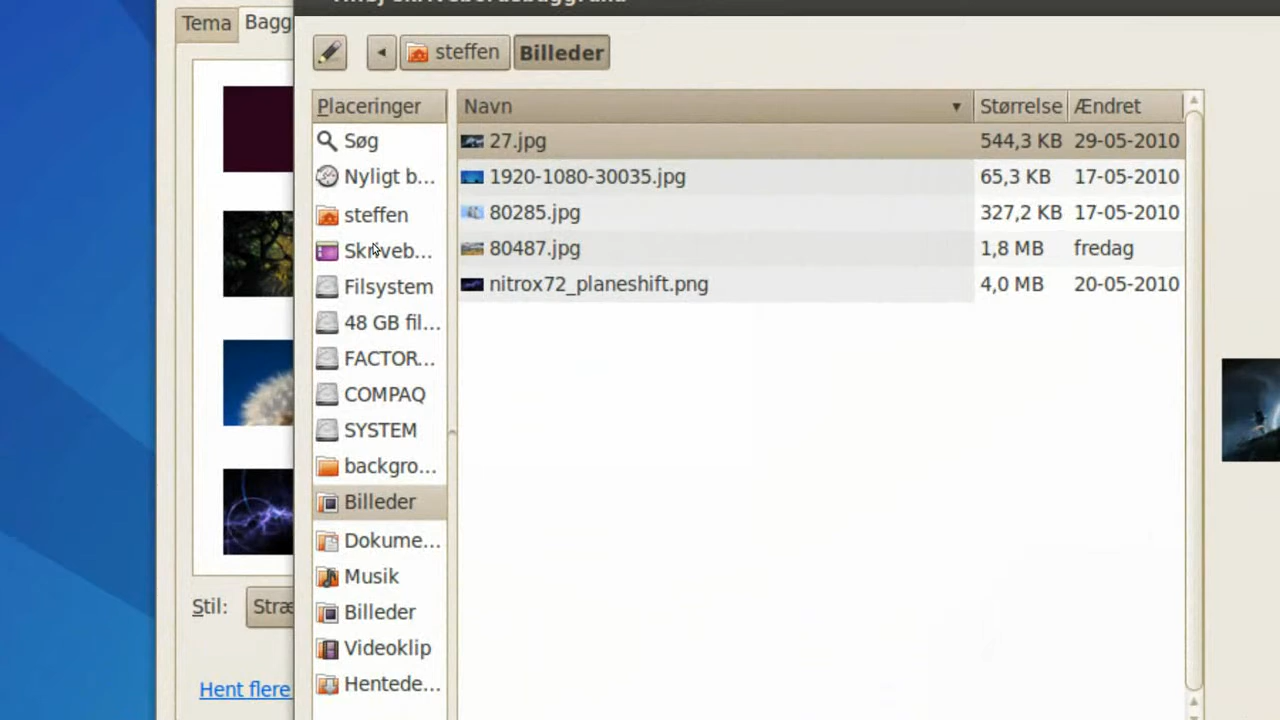 Tema
Bagg
steffen
Billeder
Placeringer
Navn
Størrelse
Ændret
Søg
27.jpg
544,3 KB
29-05-2010
Nyligt b...
1920-1080-30035.jpg
65,3 KB
17-05-2010
steffen
80285.jpg
327,2 KB
17-05-2010
Skriveb...
80487.jpg
1,8 MB
fredag
Filsystem
nitrox72_planeshift.png
4,0 MB
20-05-2010
48 GB fil...
FACTOR...
COMPAQ
SYSTEM
backgro...
Billeder
Dokume...
Musik
Stil:
Stræ
Billeder
Videoklip
Hent flere
Hentede...